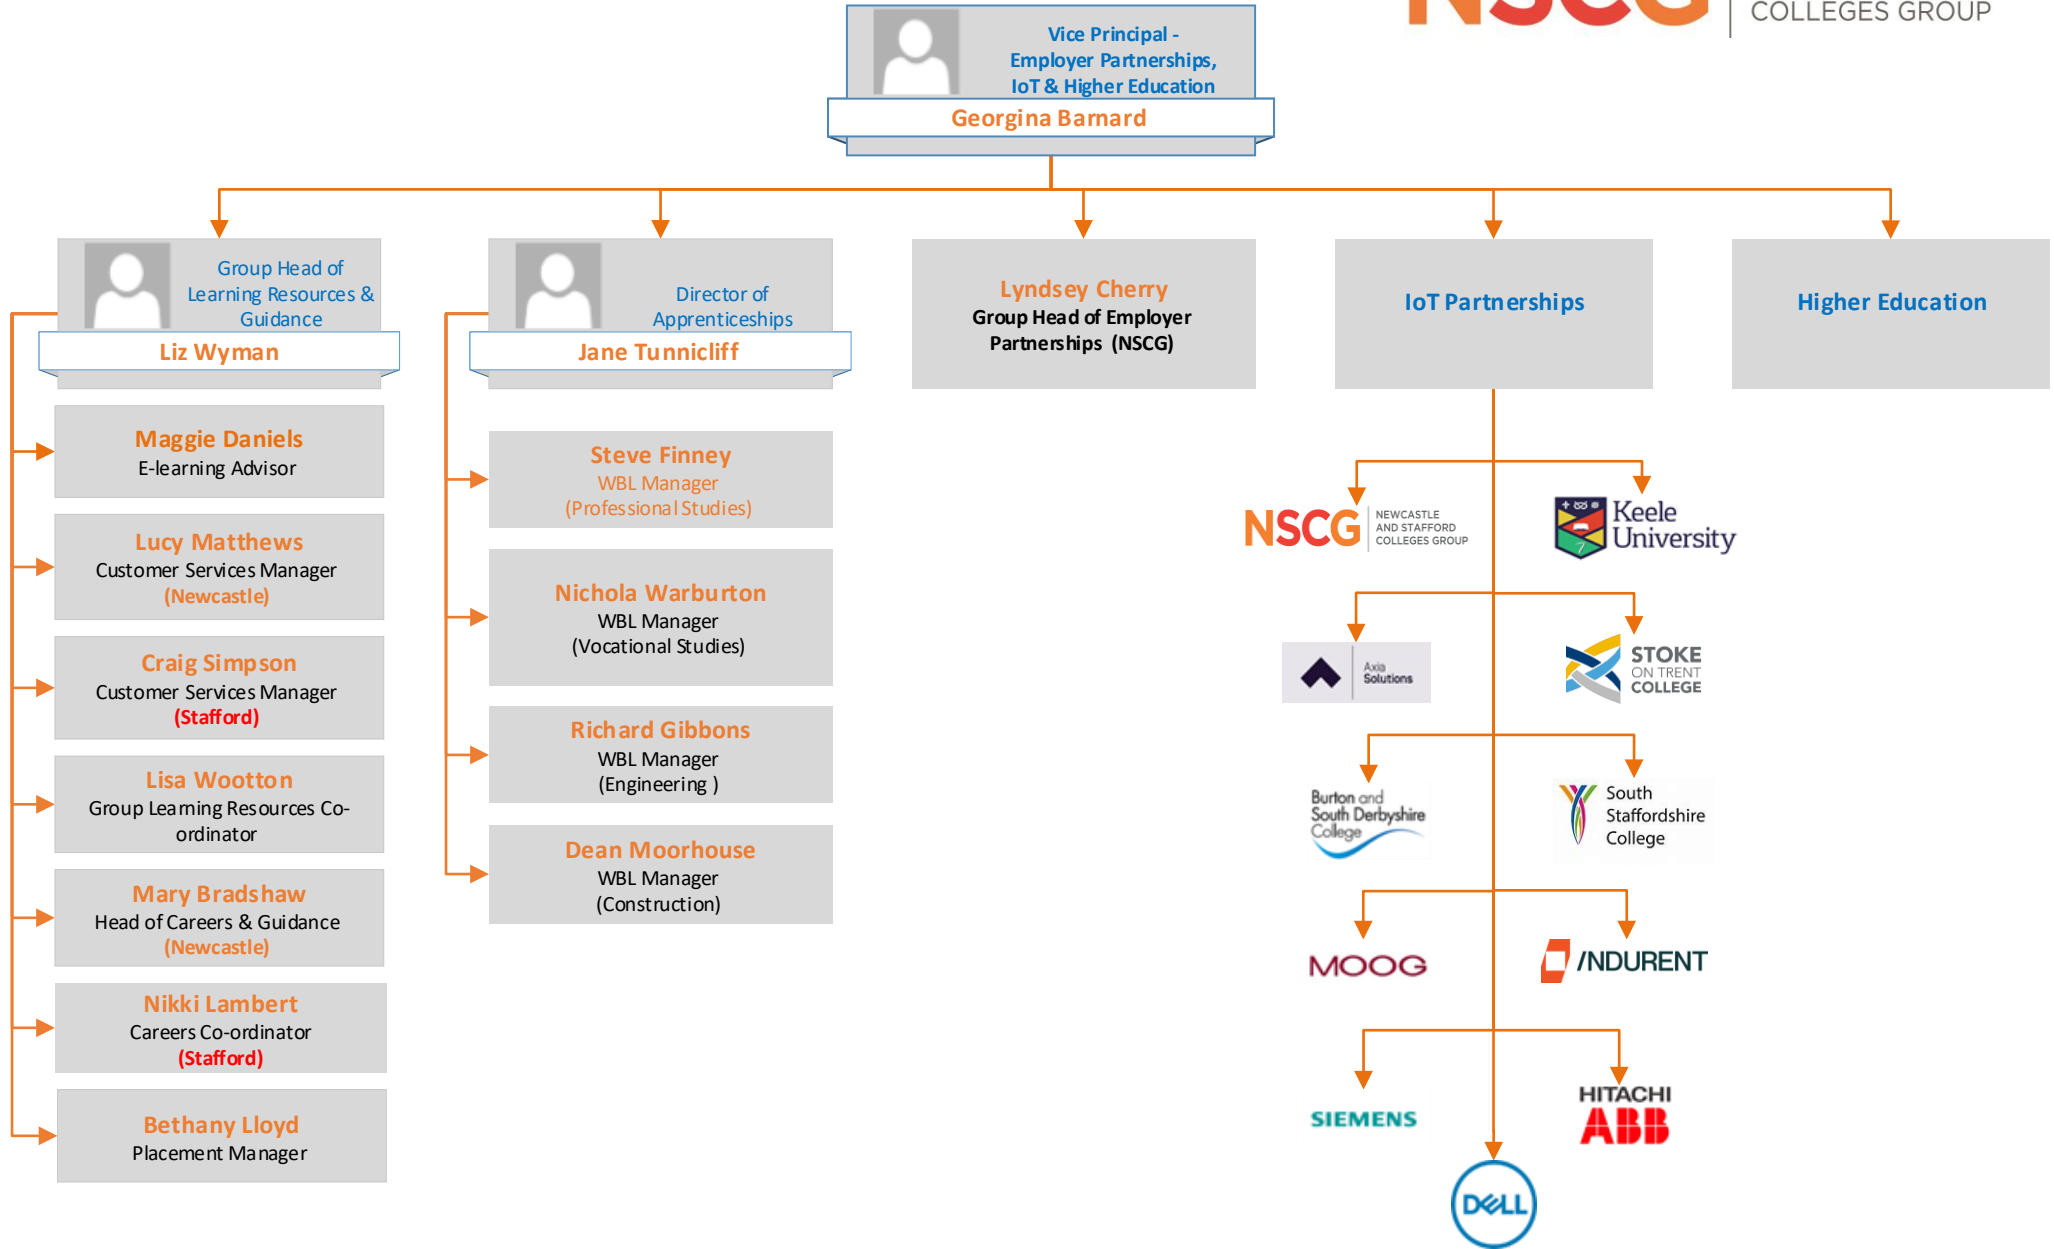 NSCG
COLLEGES GROUP
Vice Principal -
Employer Partnerships,
IoT & Higher Education
Georgina Barnard
Group Head of
Learning Resources &
Guidance
Liz Wyman
Maggie Daniels
E-learning Advisor
Lucy Matthews
Customer Services Manager
(Newcastle)
Craig Simpson
Customer Services Manager
(Stafford)
Lisa Wootton
Group Learning Resources Co-
ordinator
Mary Bradshaw
Head of Careers & Guidance
(Newcastle)
Nikki Lambert
Careers Co-ordinator
(Stafford)
Bethany Lloyd
Placement Manager
Director of
Apprenticeships
Jane Tunnicliff
Steve Finney
WBL Manager
(Professional Studies)
Nichola Warburton
WBL Manager
(Vocational Studies)
Richard Gibbons
WBL Manager
(Engineering )
Dean Moorhouse
WBL Manager
(Construction)
Lyndsey Cherry
Group Head of Employer
Partnerships (NSCG)
IoT Partnerships
NSCG
NEWCASTLE
AND STAFFORD
COLLEGES GROUP
Keele
University
Axia
Solutions
STOKE
ON TRENT
COLLEGE
Burton and
South Derbyshire
College
South
Staffordshire
College
MOOG
/NDURENT
SIEMENS
HITACHI
ABB
DELL
Higher Education